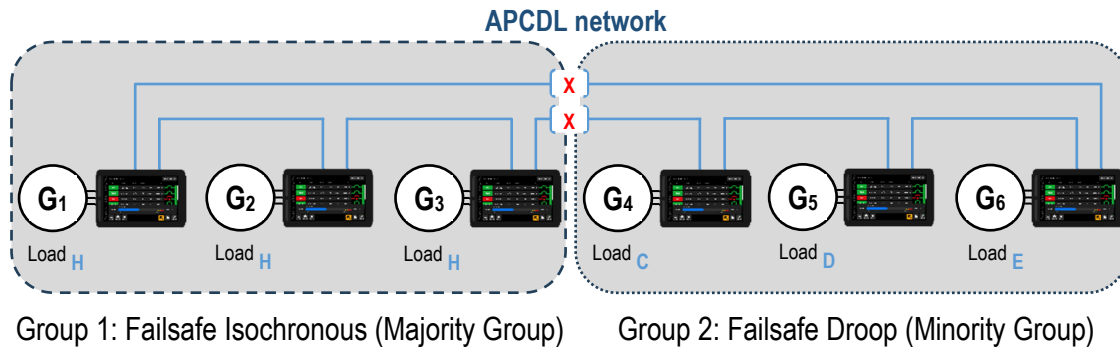 APCDL network
X
X
G1 G2 G3 G4 G5 G6
Load H Load H Load H Load C Load D Load E
Group 1: Failsafe Isochronous (Majority Group) Group 2: Failsafe Droop (Minority Group)